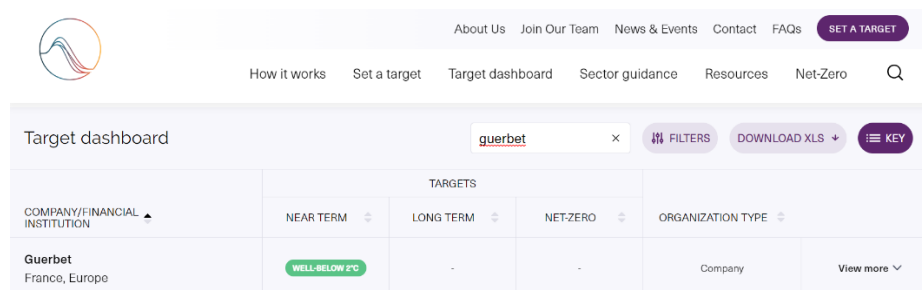 About Us Join Our Team News & Events Contact FAQs SET A TARGET
How it works Set a target Target dashboard Sector guidance Resources Net-Zero
Target dashboard guerbet × FILTERS DOWNLOAD XLS KEY
TARGETS
COMPANY/FINANCIAL INSTITUTION NEAR TERM LONG TERM NET-ZERO ORGANIZATION TYPE
Guerbet WELL-BELOW 2°C - - Company View more
France, Europe